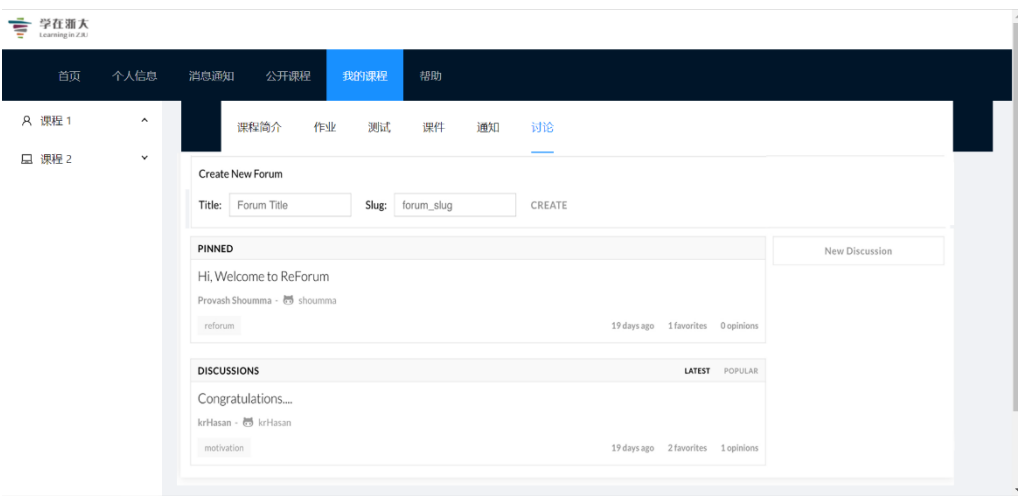 学在浙大
Learning in ZJU
首页 个人信息 消息通知 公开课程 我的课程 帮助
课程 1
课程 2
课程简介 作业 测试 课件 通知 讨论
Create New Forum
Title: Forum Title Slug: forum_slug CREATE
PINNED
New Discussion
Hi, Welcome to ReForum
Provash Shoumma - shoumma
reforum 19 days ago 1 favorites 0 opinions
DISCUSSIONS LATEST POPULAR
Congratulations....
krHasan - krHasan
motivation 19 days ago 2 favorites 1 opinions